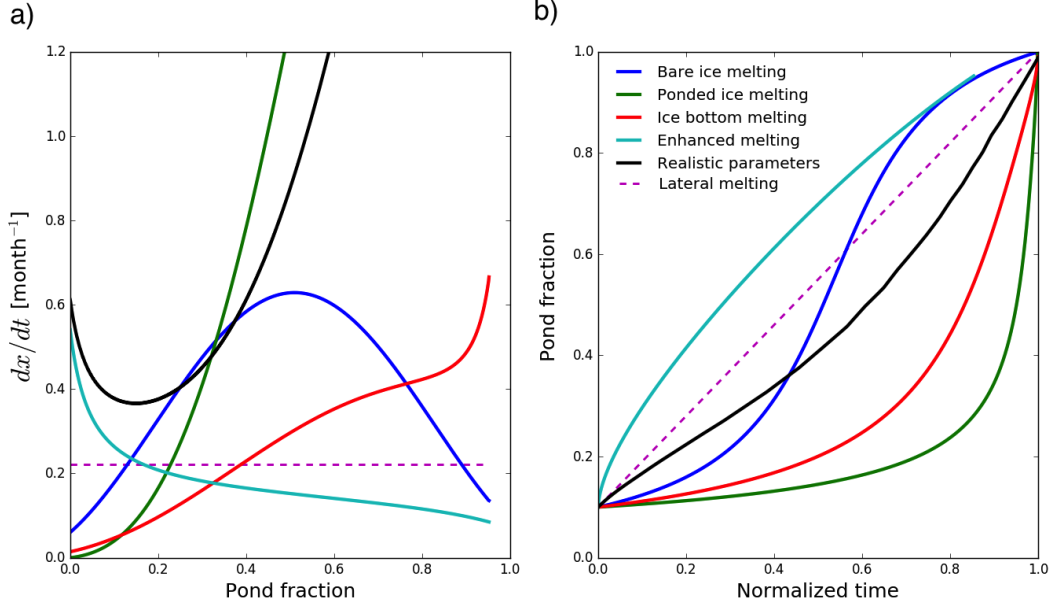 a)
1.2
1.0
0.8
0.6
0.4
0.2
0.0
dx/dt [month⁻¹]
0.0 0.2 0.4 0.6 0.8 1.0
Pond fraction
b)
1.0
0.8
0.6
0.4
0.2
0.0
Pond fraction
Bare ice melting
Ponded ice melting
Ice bottom melting
Enhanced melting
Realistic parameters
Lateral melting
0.0 0.2 0.4 0.6 0.8 1.0
Normalized time